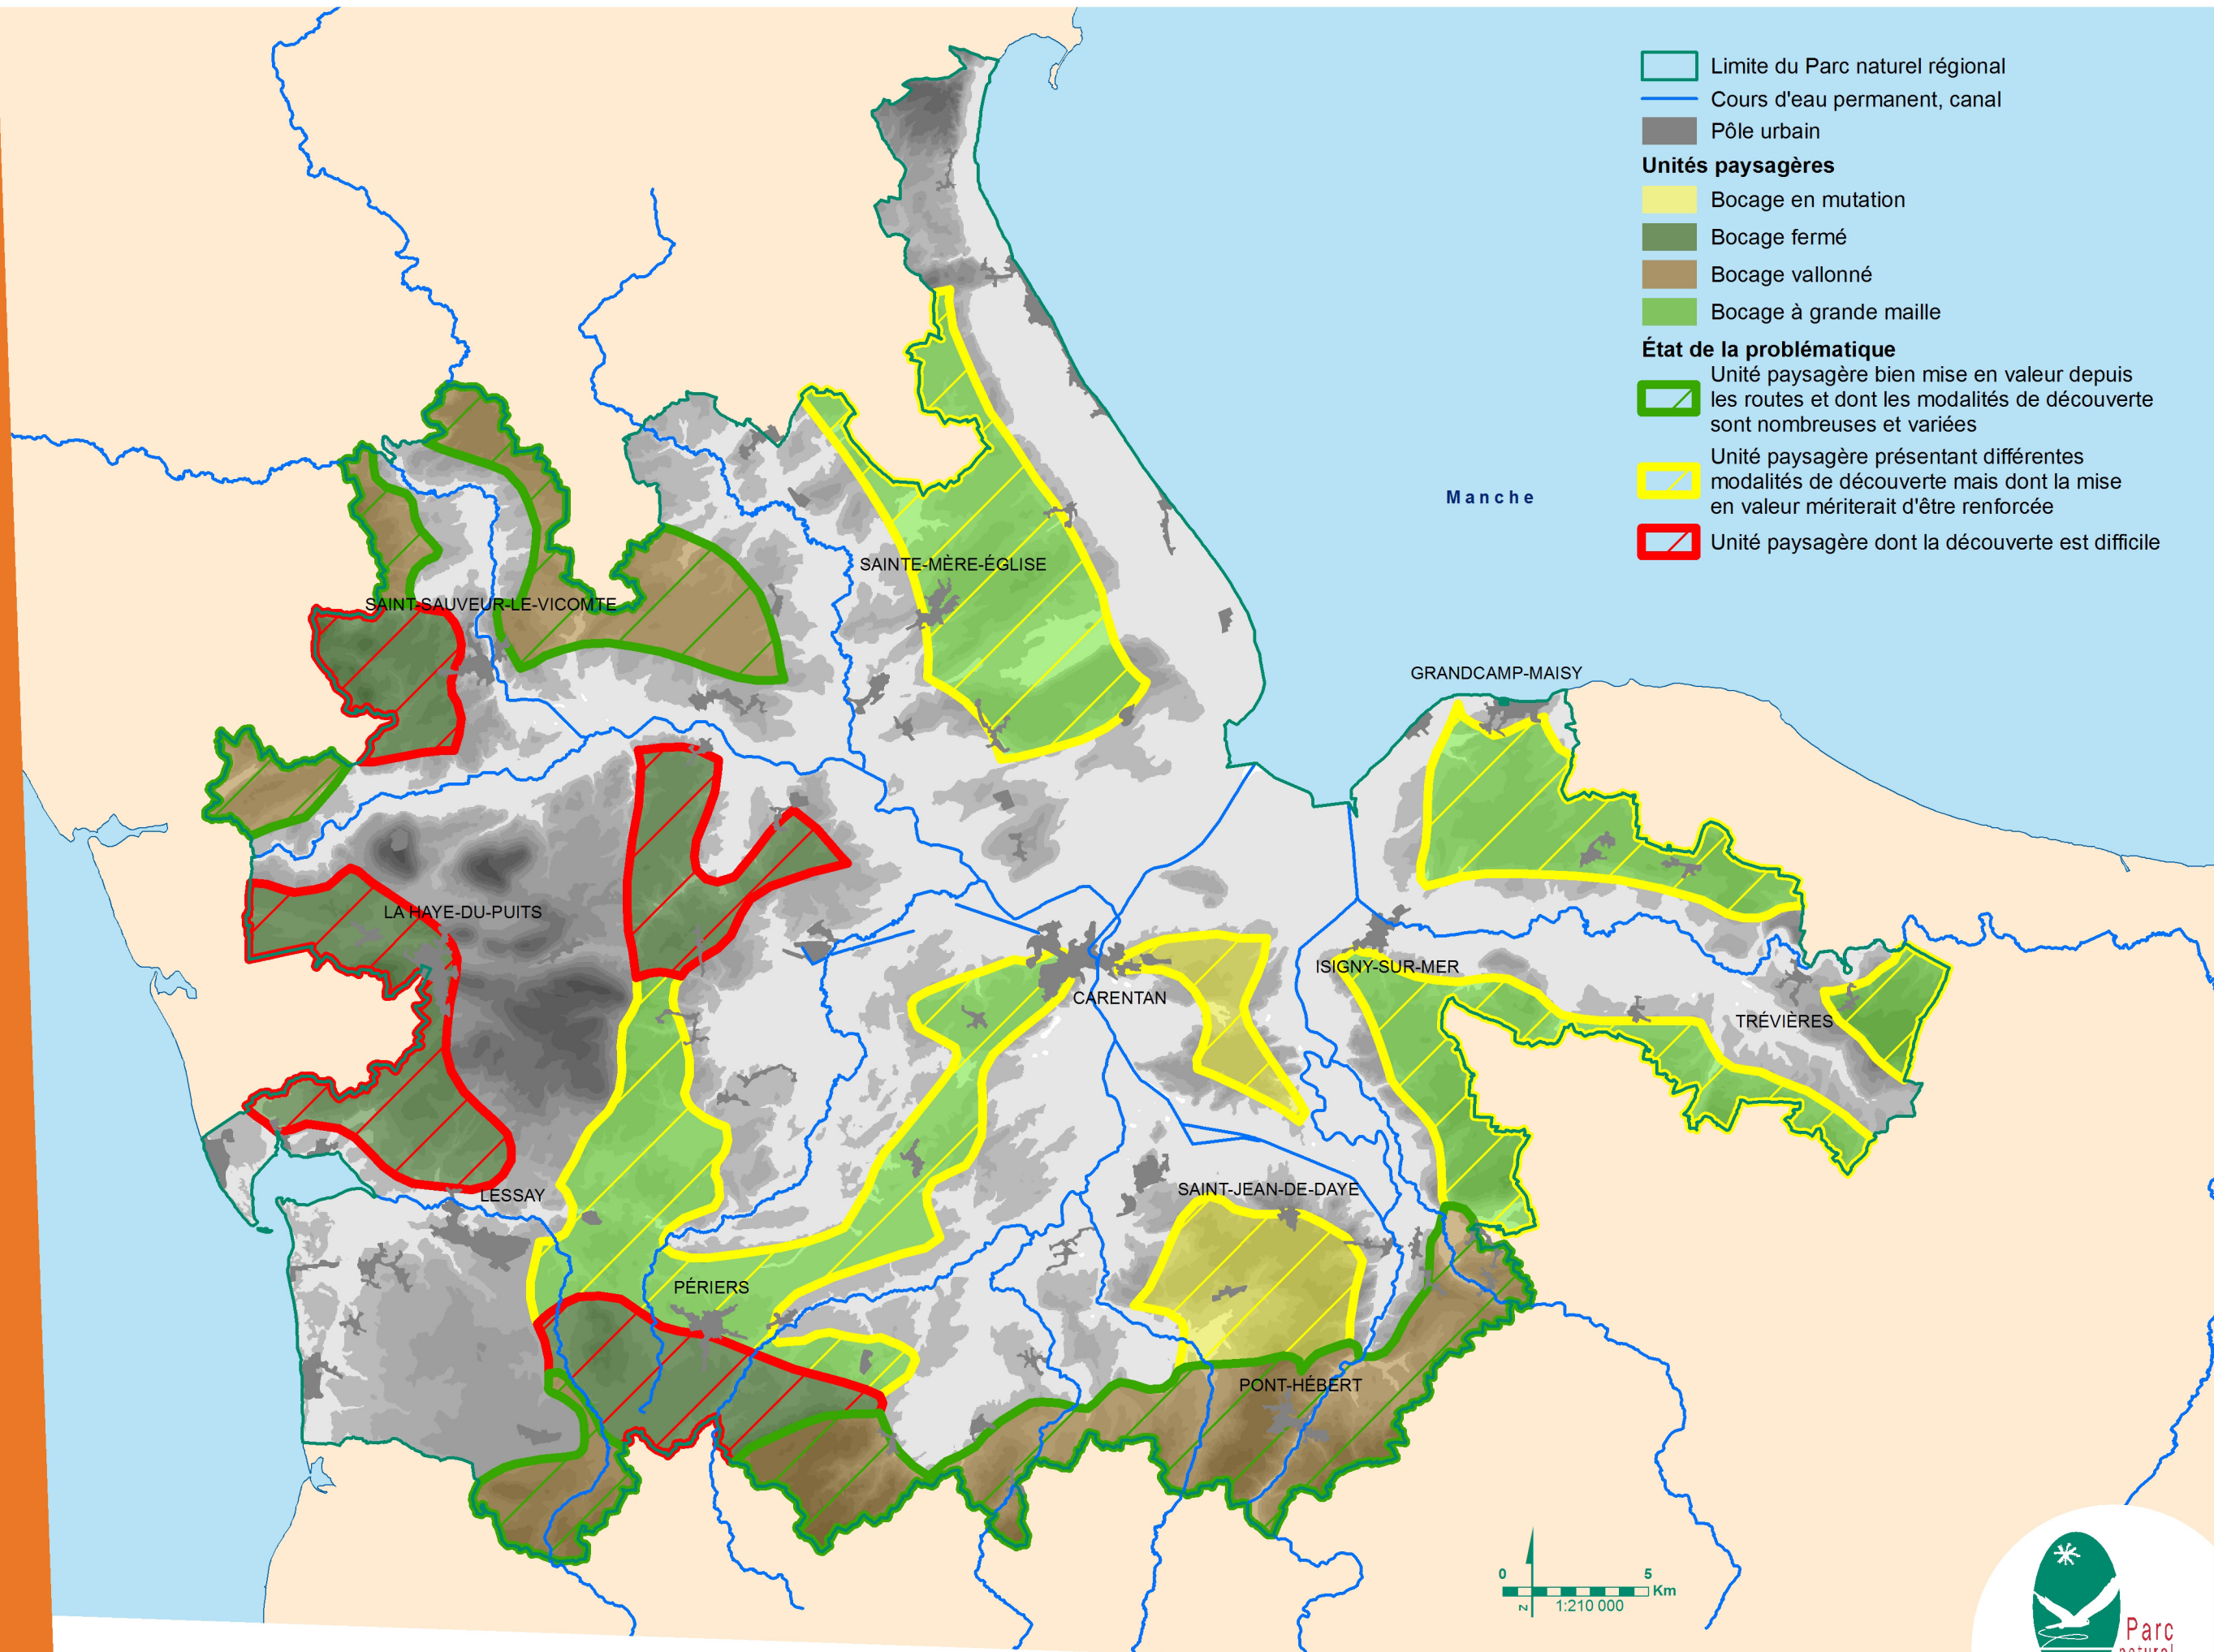 Limite du Parc naturel régional
Cours d'eau permanent, canal
Pôle urbain
Unités paysagères
Bocage en mutation
Bocage fermé
Bocage vallonné
Bocage à grande maille
État de la problématique
Unité paysagère bien mise en valeur depuis
les routes et dont les modalités de découverte
sont nombreuses et variées
Unité paysagère présentant différentes
modalités de découverte mais dont la mise
en valeur mériterait d'être renforcée
Unité paysagère dont la découverte est difficile
Manche
SAINTE-MÈRE-ÉGLISE
SAINT-SAUVEUR-LE-VICOMTE
GRANDCAMP-MAISY
LA HAYE-DU-PUITS
ISIGNY-SUR-MER
CARENTAN
TRÉVIÈRES
SAINT-JEAN-DE-DAYE
LESSAY
PÉRIERS
PONT-HÉBERT
0 5
Km
N 1:210 000
Parc
naturel